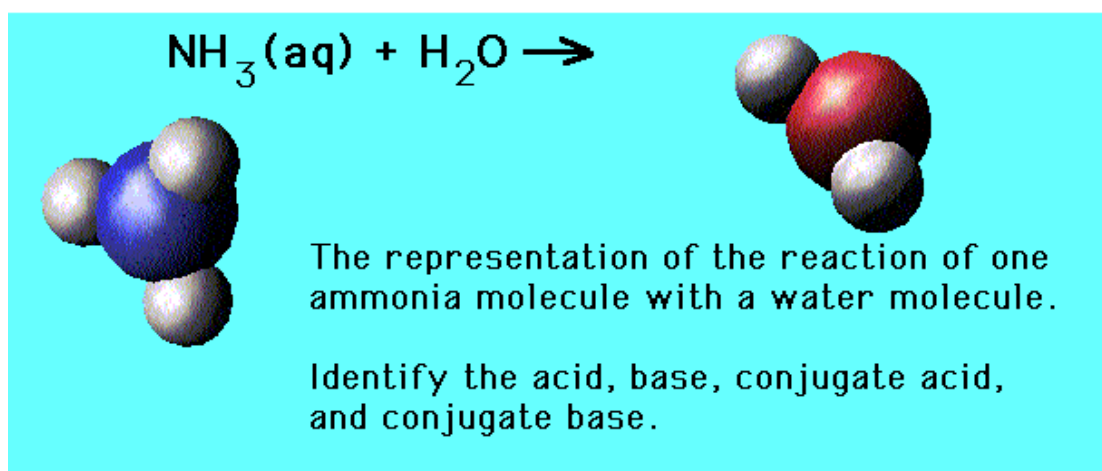 NH₃(aq) + H₂O →
The representation of the reaction of one
ammonia molecule with a water molecule.
Identify the acid, base, conjugate acid,
and conjugate base.